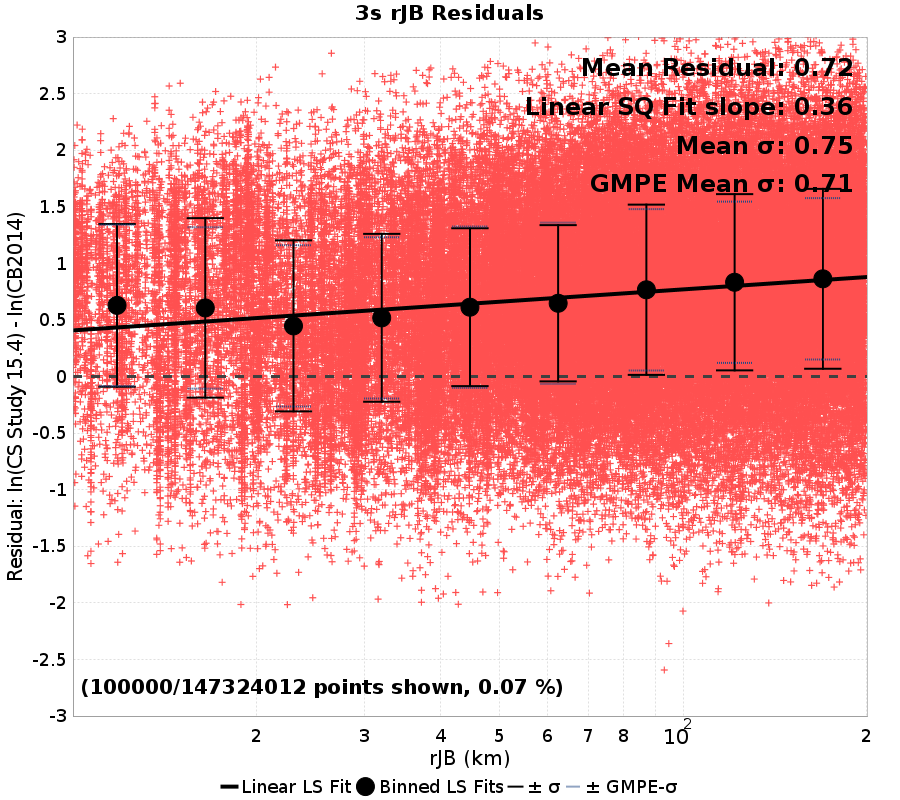 3s rJB Residuals
3
2.5
2
1.5
1
0.5
0
-0.5
-1
-1.5
-2
-2.5
-3
Residual: ln(CS Study 15.4) - ln(CB2014)
Mean Residual: 0.72
Linear SQ Fit slope: 0.36
Mean σ: 0.75
GMPE Mean σ: 0.71
(100000/147324012 points shown, 0.07 %)
2 3 4 5 6 7 8 10² 2
rJB (km)
Linear LS Fit Binned LS Fits ± σ ± GMPE-σ